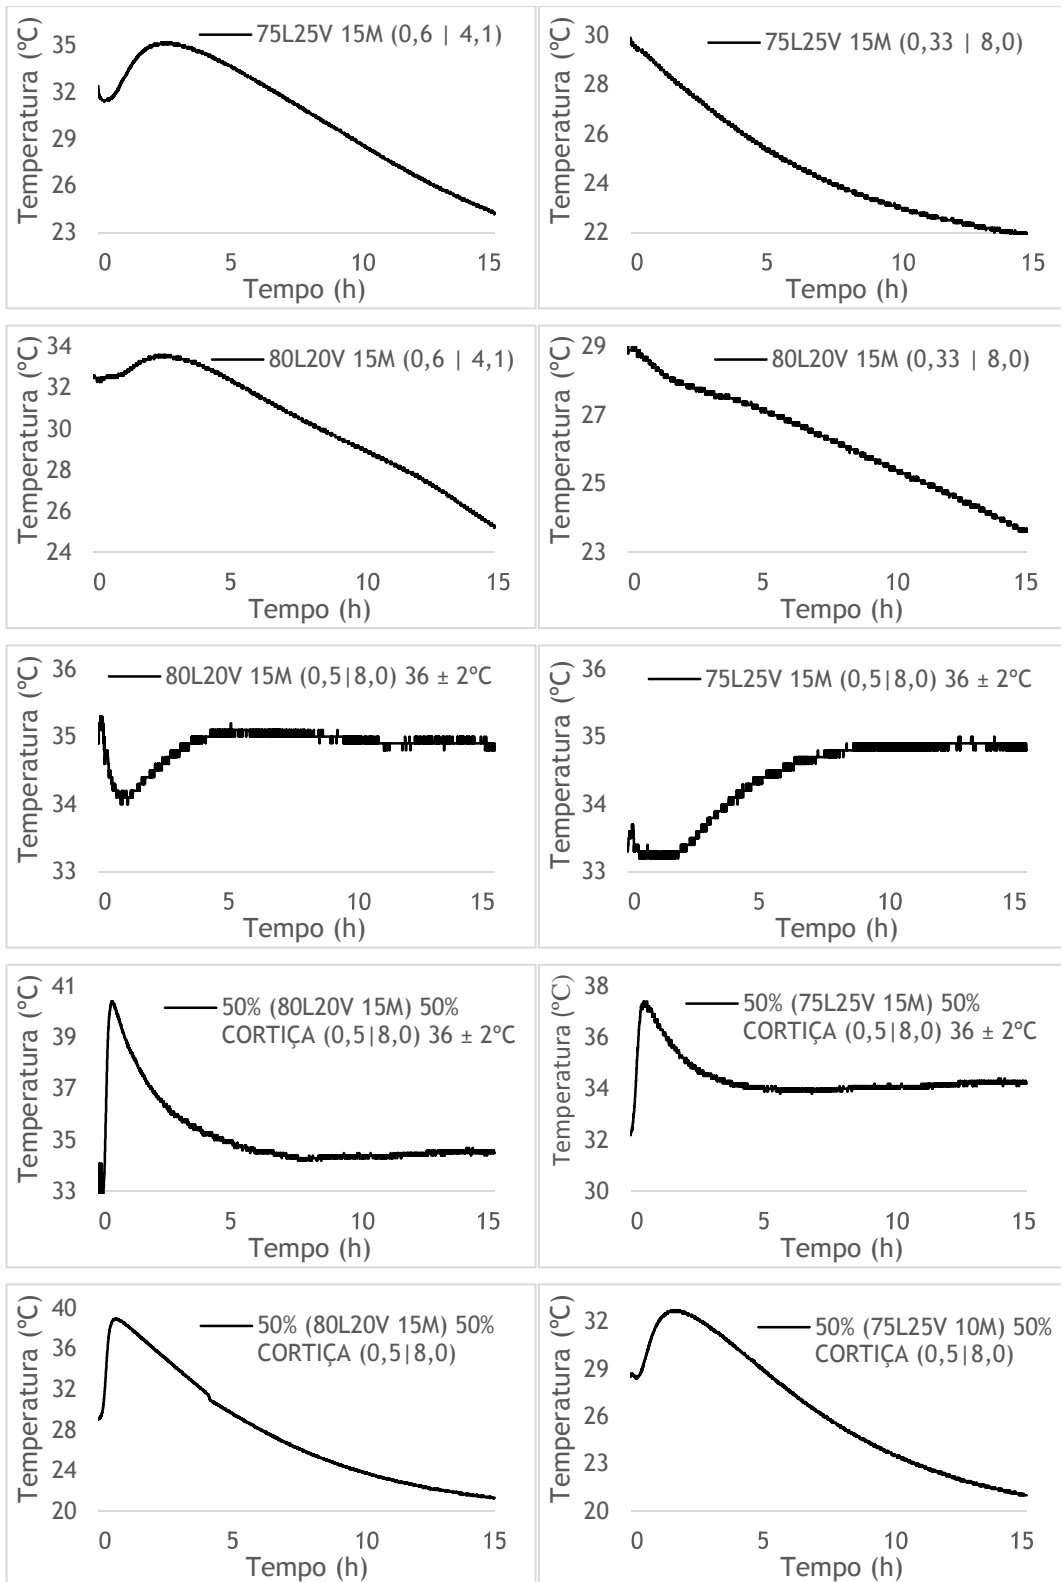 Temperatura (ºC)
35
32
29
26
23
75L25V 15M (0,6 | 4,1)
0 5 10 15
Tempo (h)
Temperatura (ºC)
30
28
26
24
22
75L25V 15M (0,33 | 8,0)
0 5 10 15
Tempo (h)
Temperatura (ºC)
34
32
30
28
26
24
80L20V 15M (0,6 | 4,1)
0 5 10 15
Tempo (h)
Temperatura (ºC)
29
27
25
23
80L20V 15M (0,33 | 8,0)
0 5 10 15
Tempo (h)
Temperatura (ºC)
36
35
34
33
80L20V 15M (0,5|8,0) 36 ± 2ºC
0 5 10 15
Tempo (h)
Temperatura (ºC)
36
35
34
33
75L25V 15M (0,5|8,0) 36 ± 2ºC
0 5 10 15
Tempo (h)
Temperatura (ºC)
41
39
37
35
33
50% (80L20V 15M) 50%
CORTIÇA (0,5|8,0) 36 ± 2ºC
0 5 10 15
Tempo (h)
Temperatura (ºC)
38
36
34
32
30
50% (75L25V 15M) 50%
CORTIÇA (0,5|8,0) 36 ± 2ºC
0 5 10 15
Tempo (h)
Temperatura (ºC)
40
36
32
28
24
20
50% (80L20V 15M) 50%
CORTIÇA (0,5|8,0)
0 5 10 15
Tempo (h)
Temperatura (ºC)
32
29
26
23
20
50% (75L25V 10M) 50%
CORTIÇA (0,5|8,0)
0 5 10 15
Tempo (h)